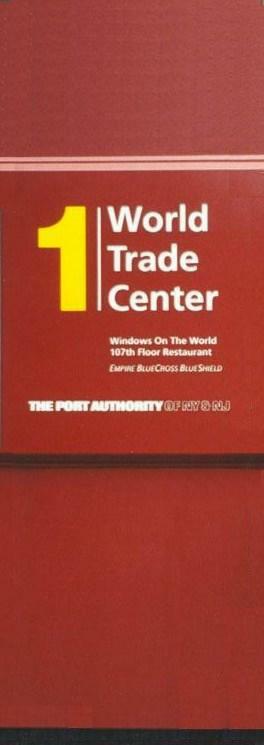 1 World
Trade
Center
Windows On The World
107th Floor Restaurant
EMPIRE BLUECROSS BLUESHIELD
THE PORT AUTHORITY OF NY & NJ